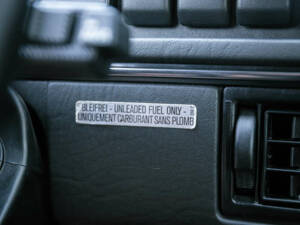 BLEIFREI - UNLEADED FUEL ONLY -
UNIQUEMENT CARBURANT SANS PLOMB